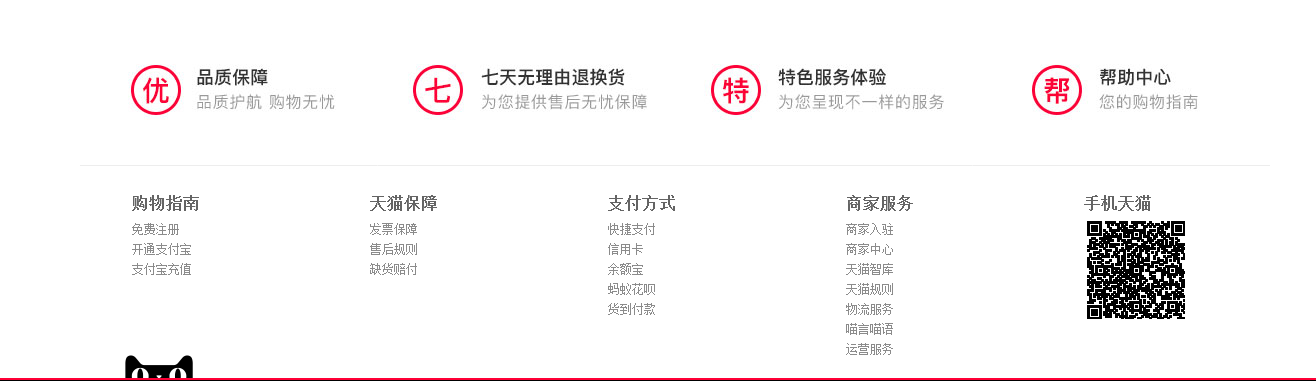 优
品质保障
品质护航 购物无忧
七
七天无理由退换货
为您提供售后无忧保障
特
特色服务体验
为您呈现不一样的服务
帮
帮助中心
您的购物指南
购物指南
免费注册
开通支付宝
支付宝充值
天猫保障
发票保障
售后规则
缺货赔付
支付方式
快捷支付
信用卡
余额宝
蚂蚁花呗
货到付款
商家服务
商家入驻
商家中心
天猫智库
天猫规则
物流服务
喵言喵语
运营服务
手机天猫